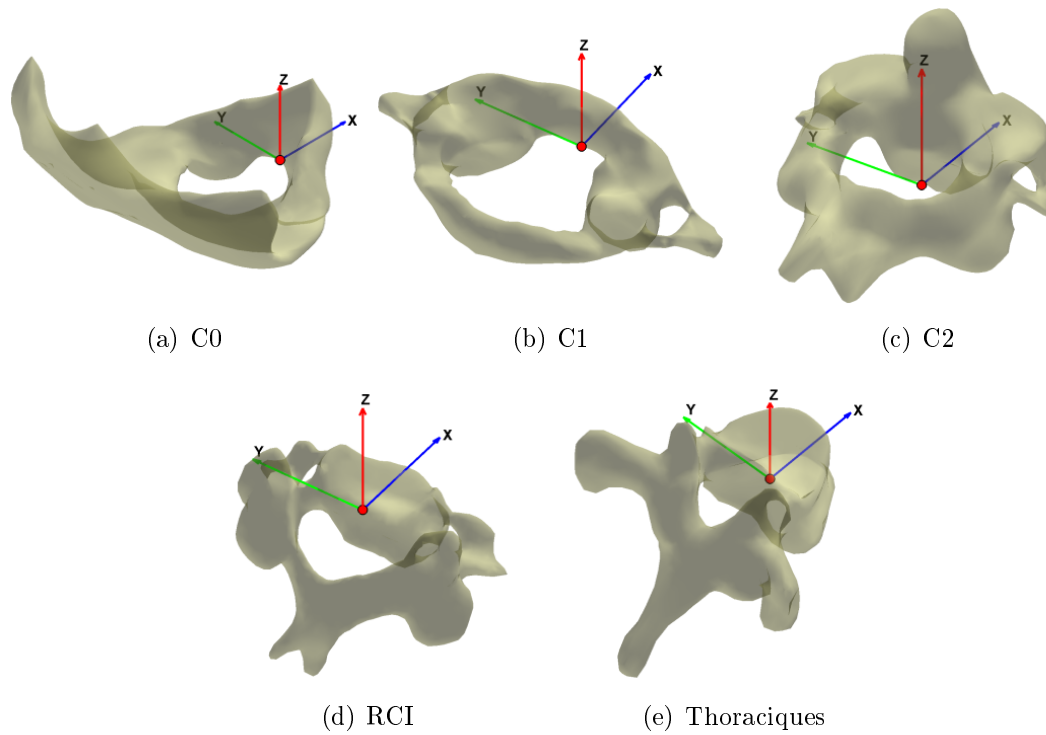 Z
X
Y
Z
X
Y
Z
X
Y
(a) C0
(b) C1
(c) C2
Z
X
Y
Z
X
Y
(d) RCI
(e) Thoraciques